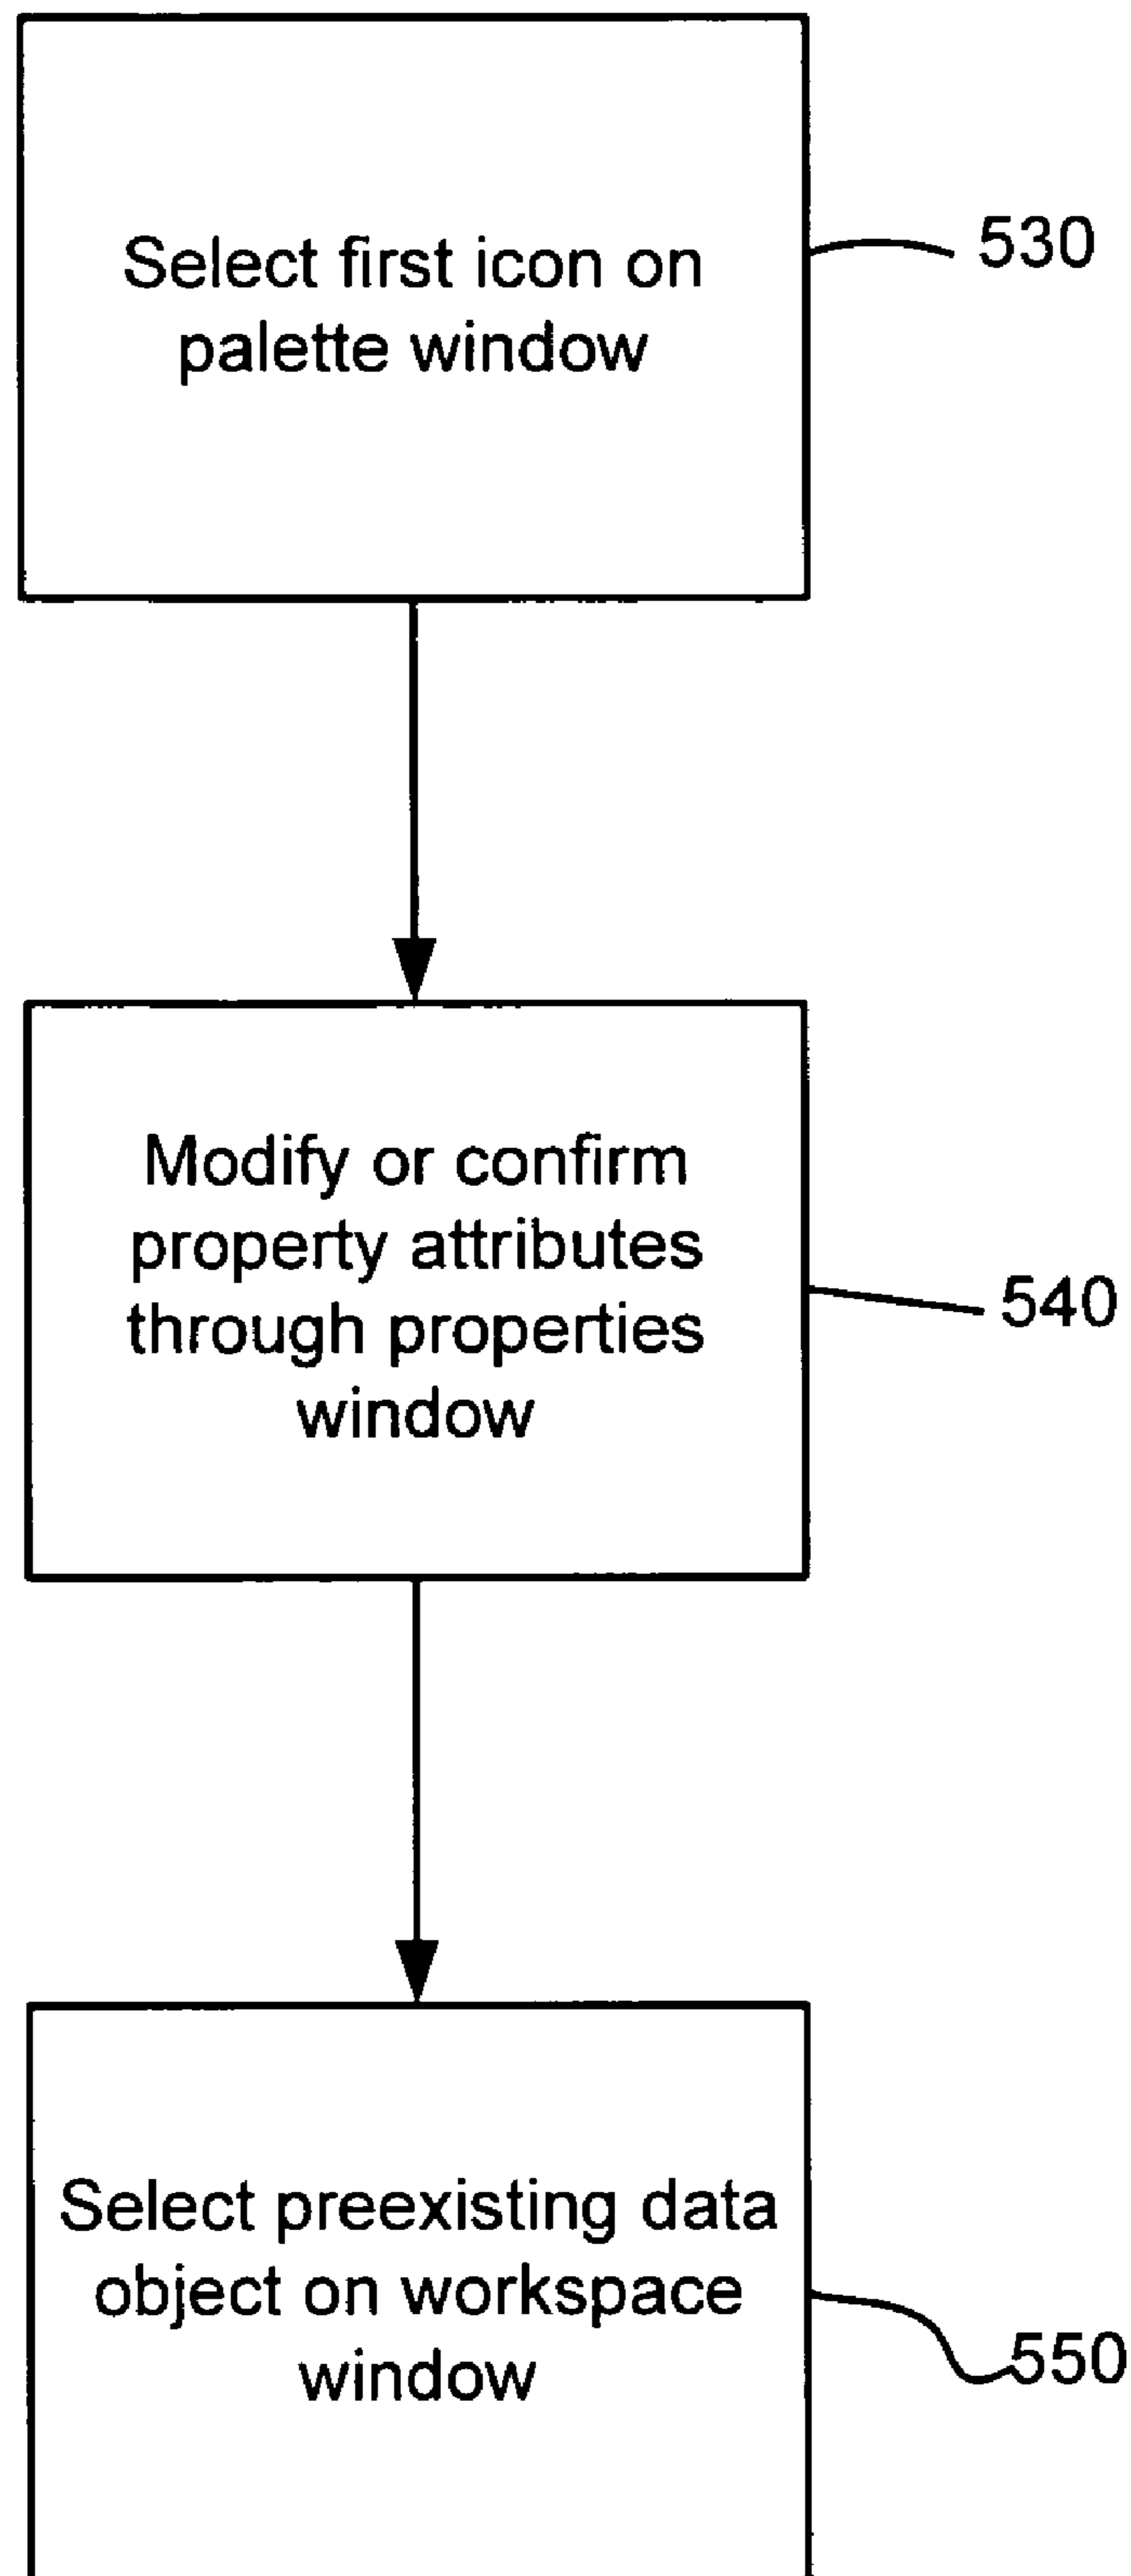 Select first icon on
palette window
530
Modify or confirm
property attributes
through properties
window
540
Select preexisting data
object on workspace
window
550